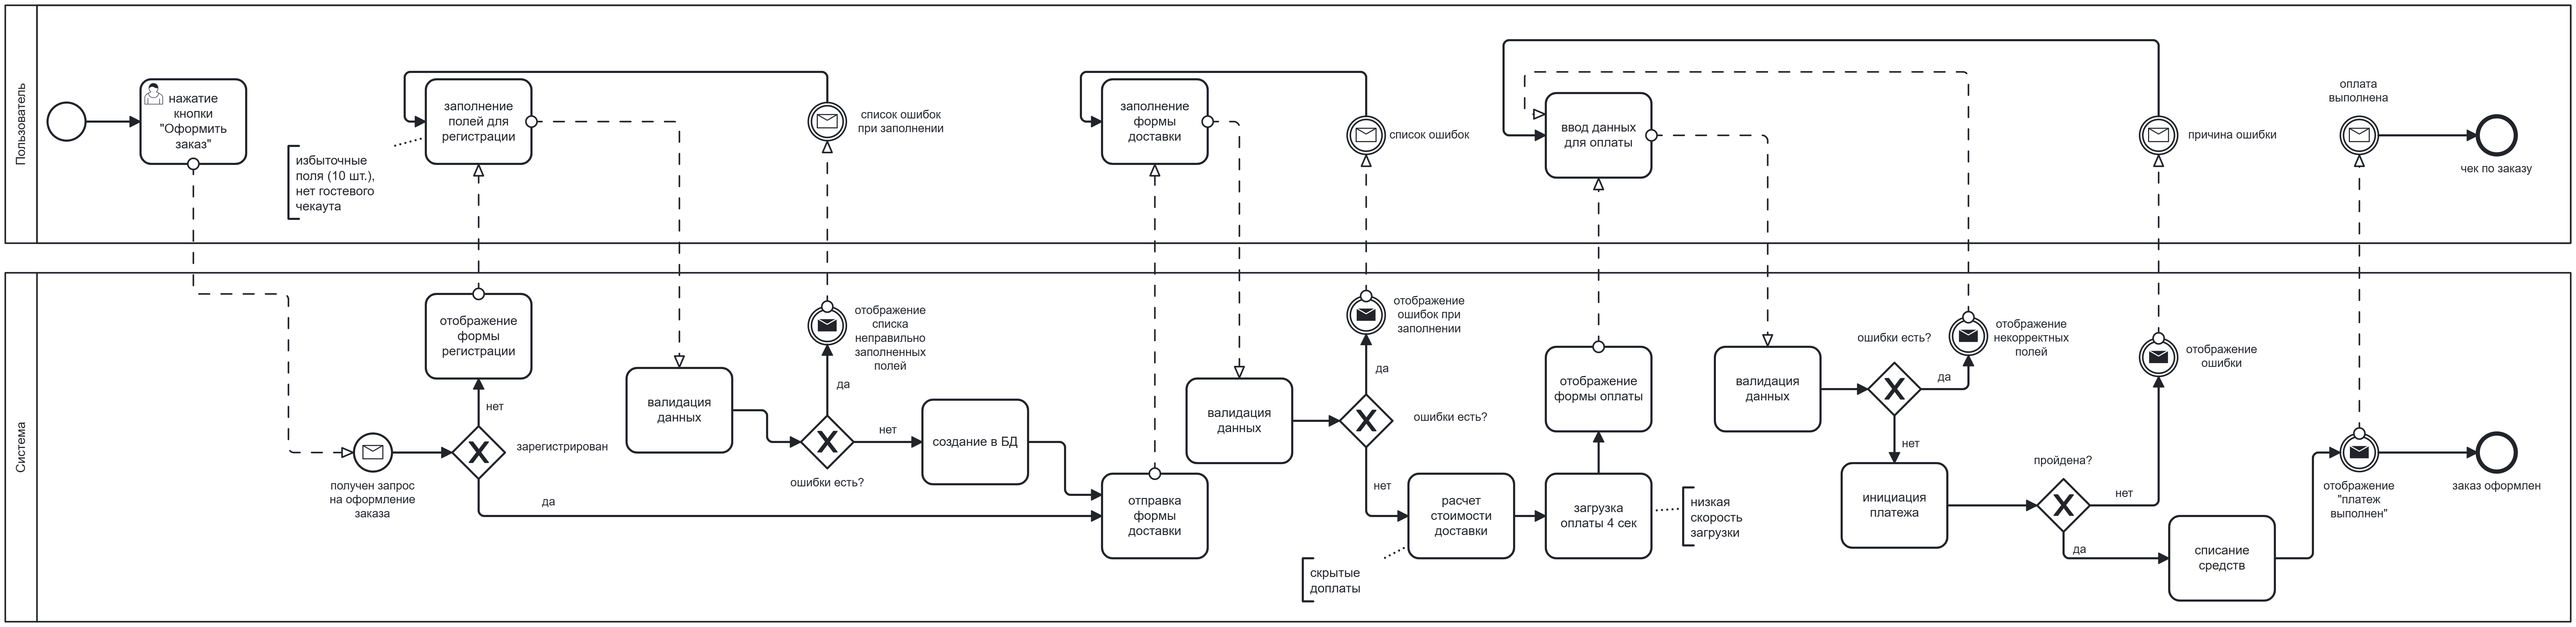 Пользователь
нажатие
кнопки
"Оформить
заказ"
избыточные
поля (10 шт.),
нет гостевого
чекаута
заполнение
полей для
регистрации
список ошибок
при заполнении
заполнение
формы
доставки
список ошибок
ввод данных
для оплаты
причина ошибки
оплата
выполнена
чек по заказу
Система
получен запрос
на оформление
заказа
отображение
формы
регистрации
нет
зарегистрирован
да
валидация
данных
отображение
списка
неправильно
заполненных
полей
да
ошибки есть?
нет
создание в БД
отправка
формы
доставки
валидация
данных
отображение
ошибок при
заполнении
да
ошибки есть?
нет
расчет
стоимости
доставки
скрытые
доплаты
отображение
формы оплаты
загрузка
оплаты 4 сек
низкая
скорость
загрузки
валидация
данных
ошибки есть?
да
отображение
некорректных
полей
нет
инициация
платежа
пройдена?
нет
отображение
ошибки
да
списание
средств
отображение
"платеж
выполнен"
заказ оформлен